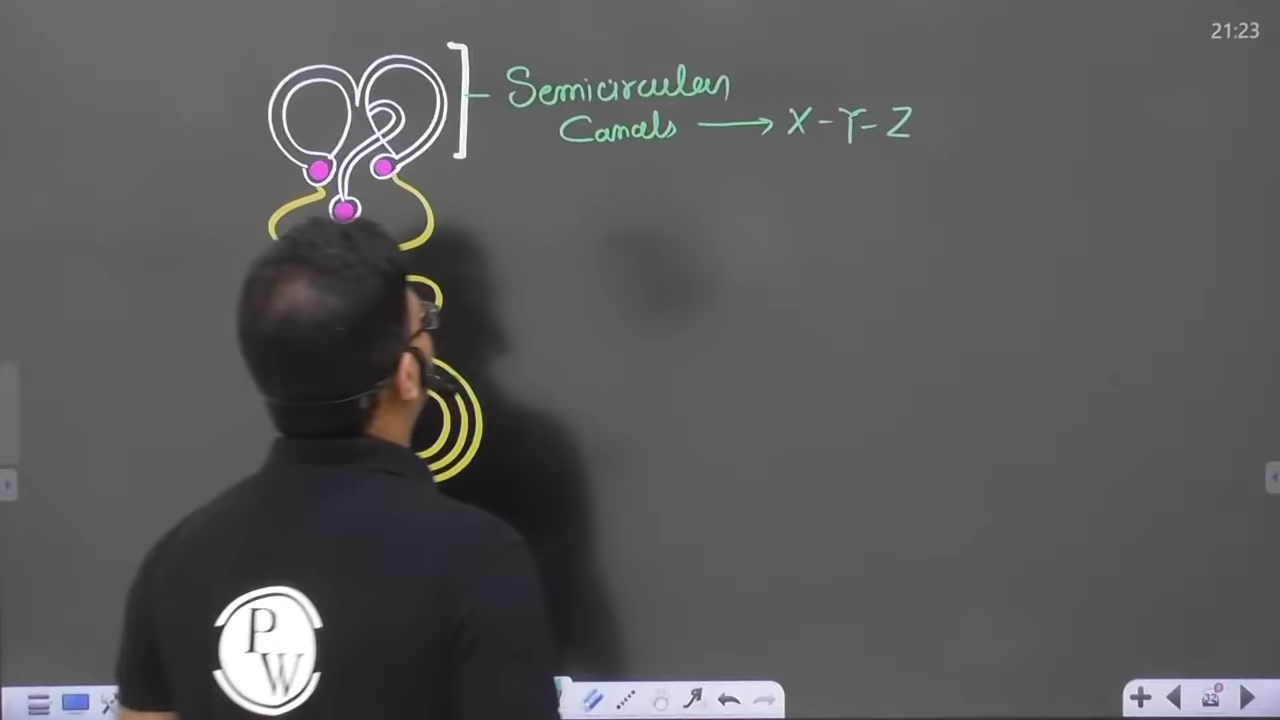 21:23
Semicircular
Canals → X-Y-Z
P
W